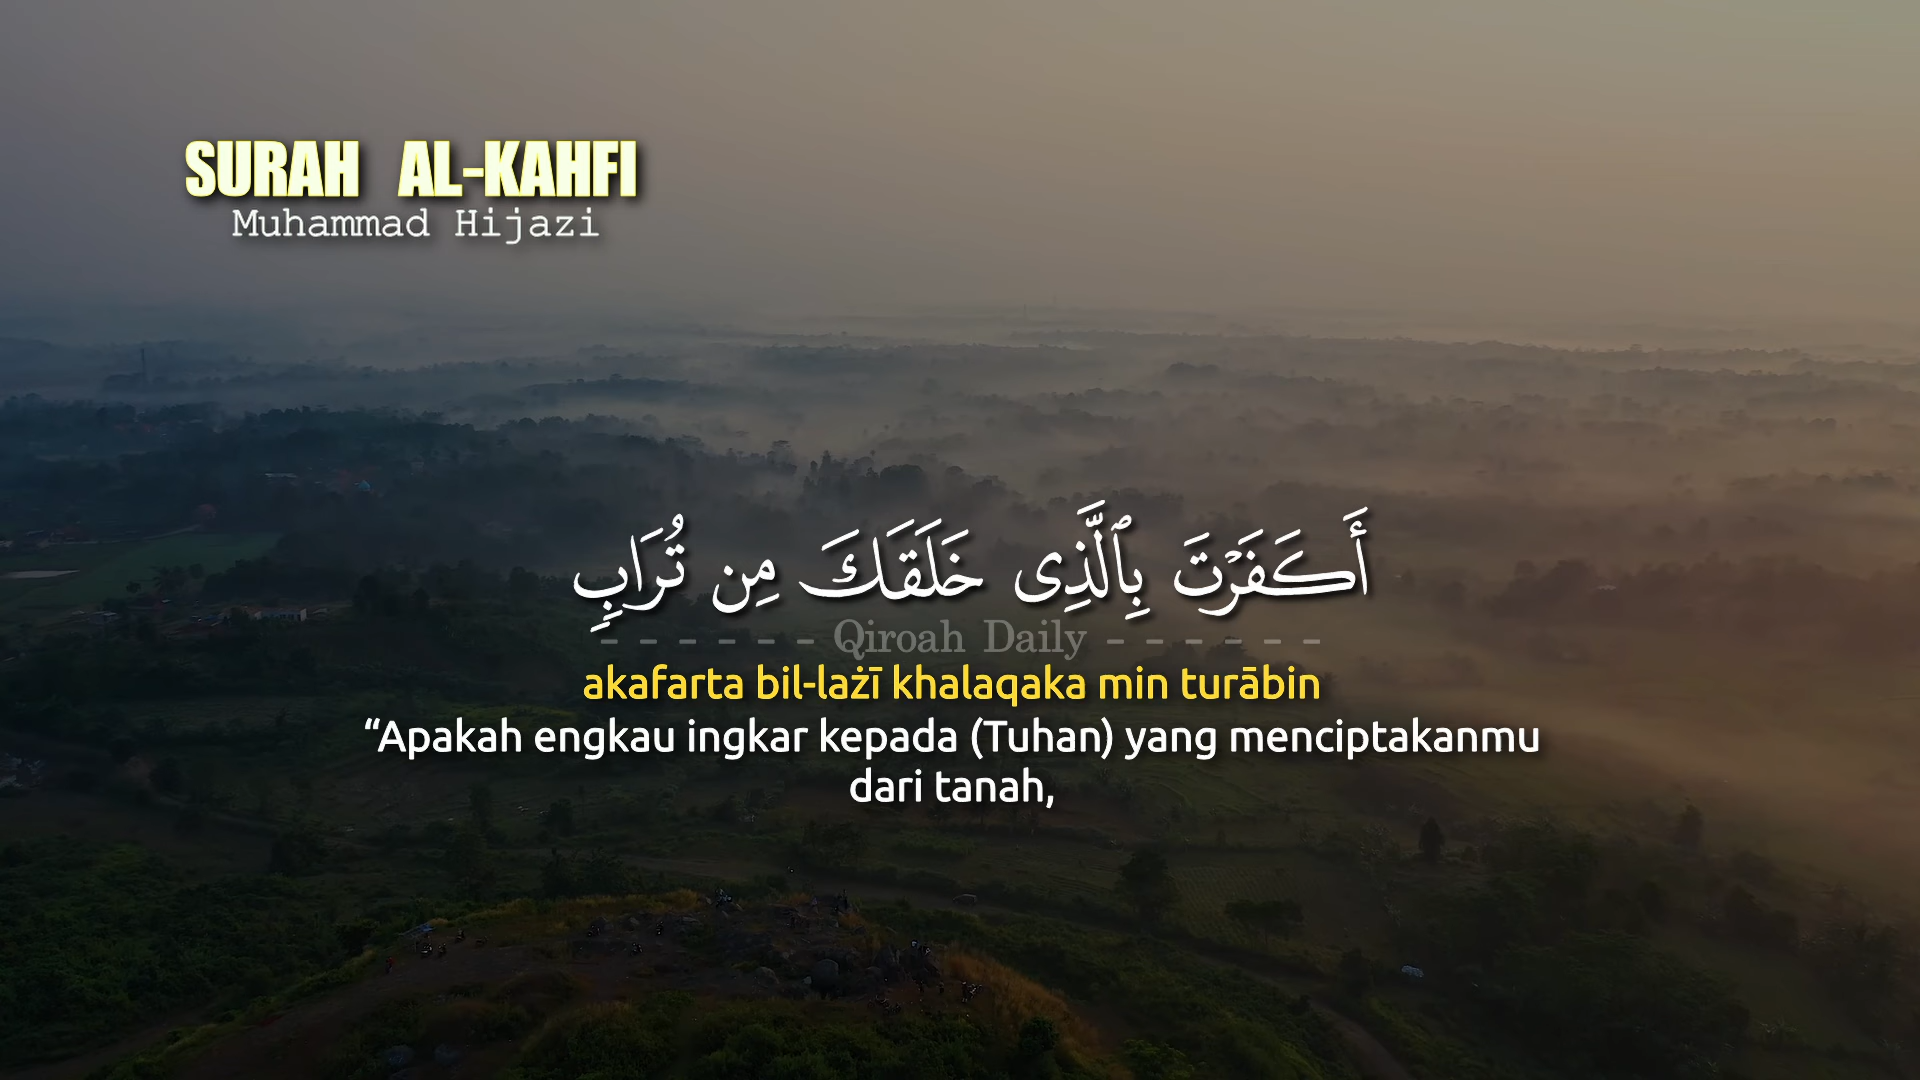 SURAH AL-KAHFI
Muhammad Hijazi
أَكَفَرْتَ بِٱلَّذِى خَلَقَكَ مِن تُرَابٍ
- - - - - - Qiroah Daily - - - - - -
akafarta bil-lażī khalaqaka min turābin
“Apakah engkau ingkar kepada (Tuhan) yang menciptakanmu
dari tanah,